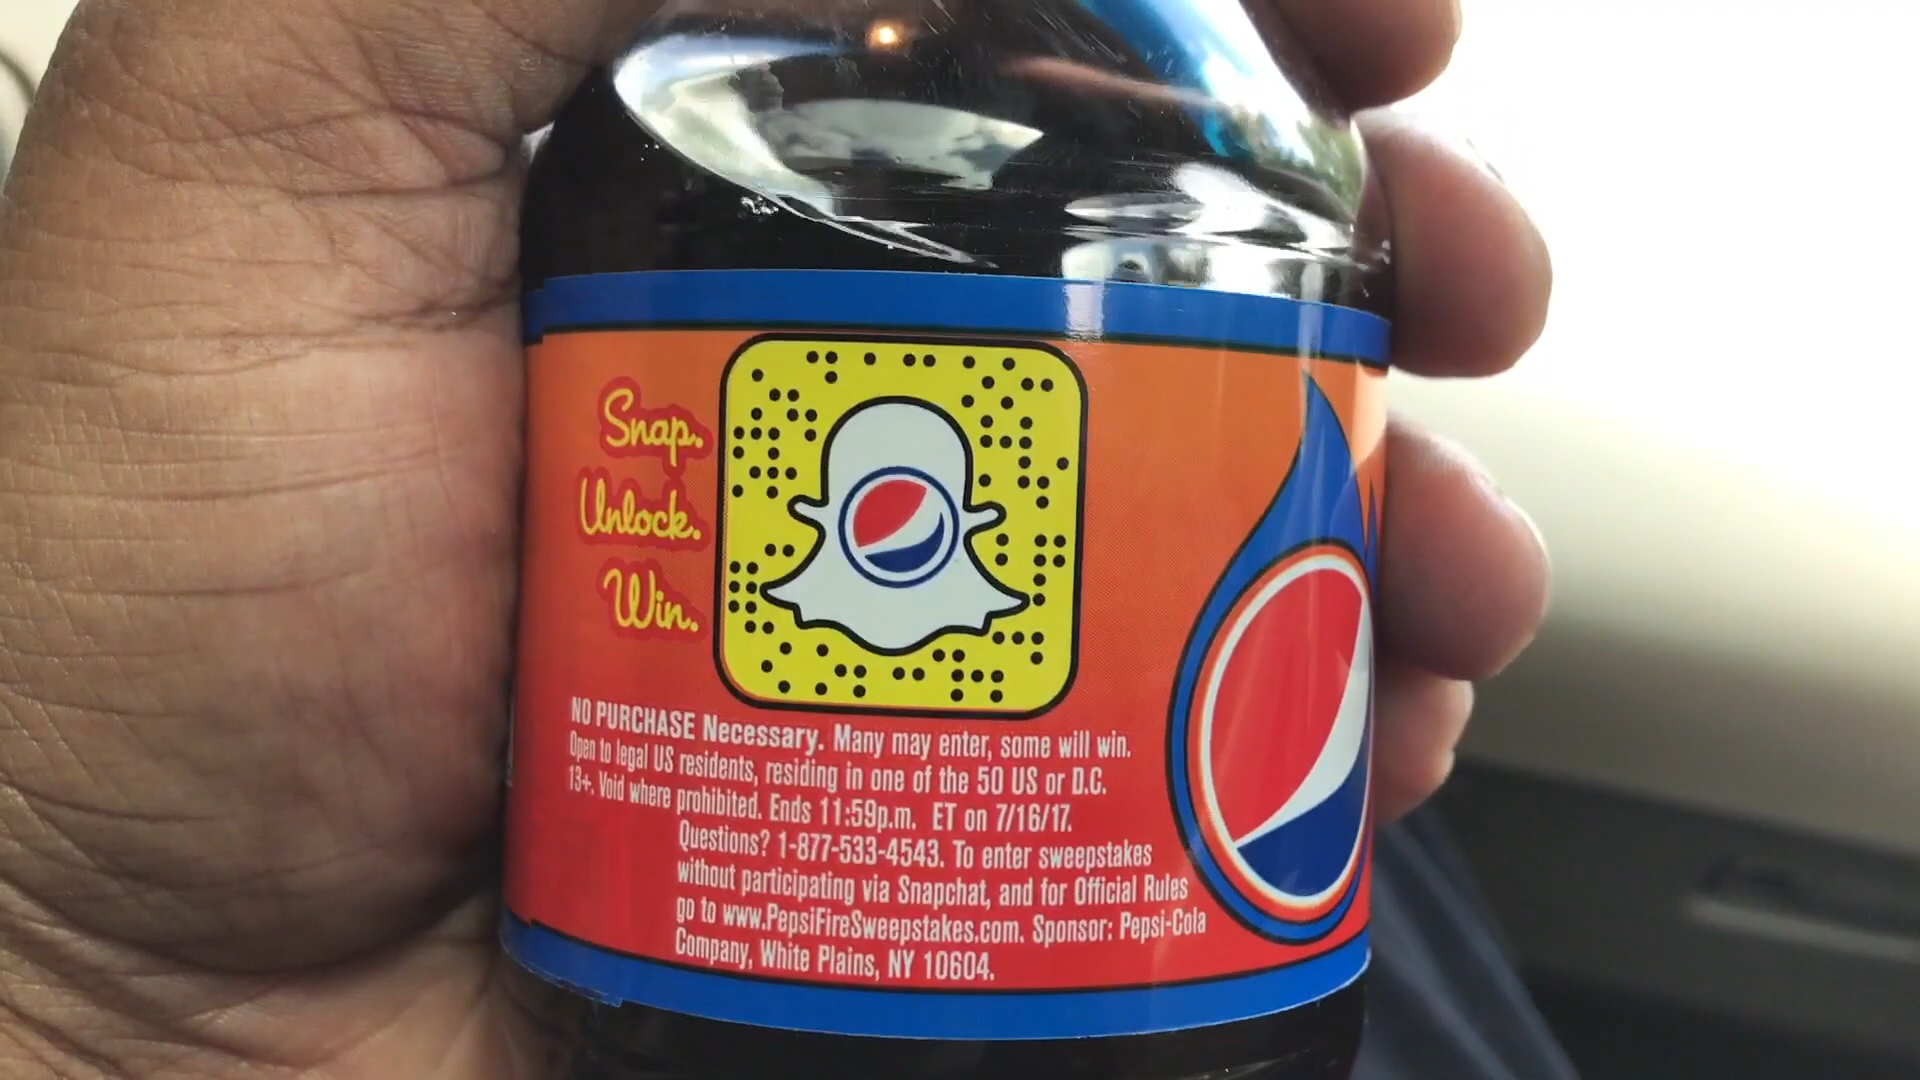 Snap.
Unlock.
Win.
NO PURCHASE Necessary. Many may enter, some will win.
Open to legal US residents, residing in one of the 50 US or D.C.
13+. Void where prohibited. Ends 11:59p.m. ET on 7/16/17.
Questions? 1-877-533-4543. To enter sweepstakes
without participating via Snapchat, and for Official Rules
go to www.PepsiFireSweepstakes.com. Sponsor: Pepsi-Cola
Company, White Plains, NY 10604.